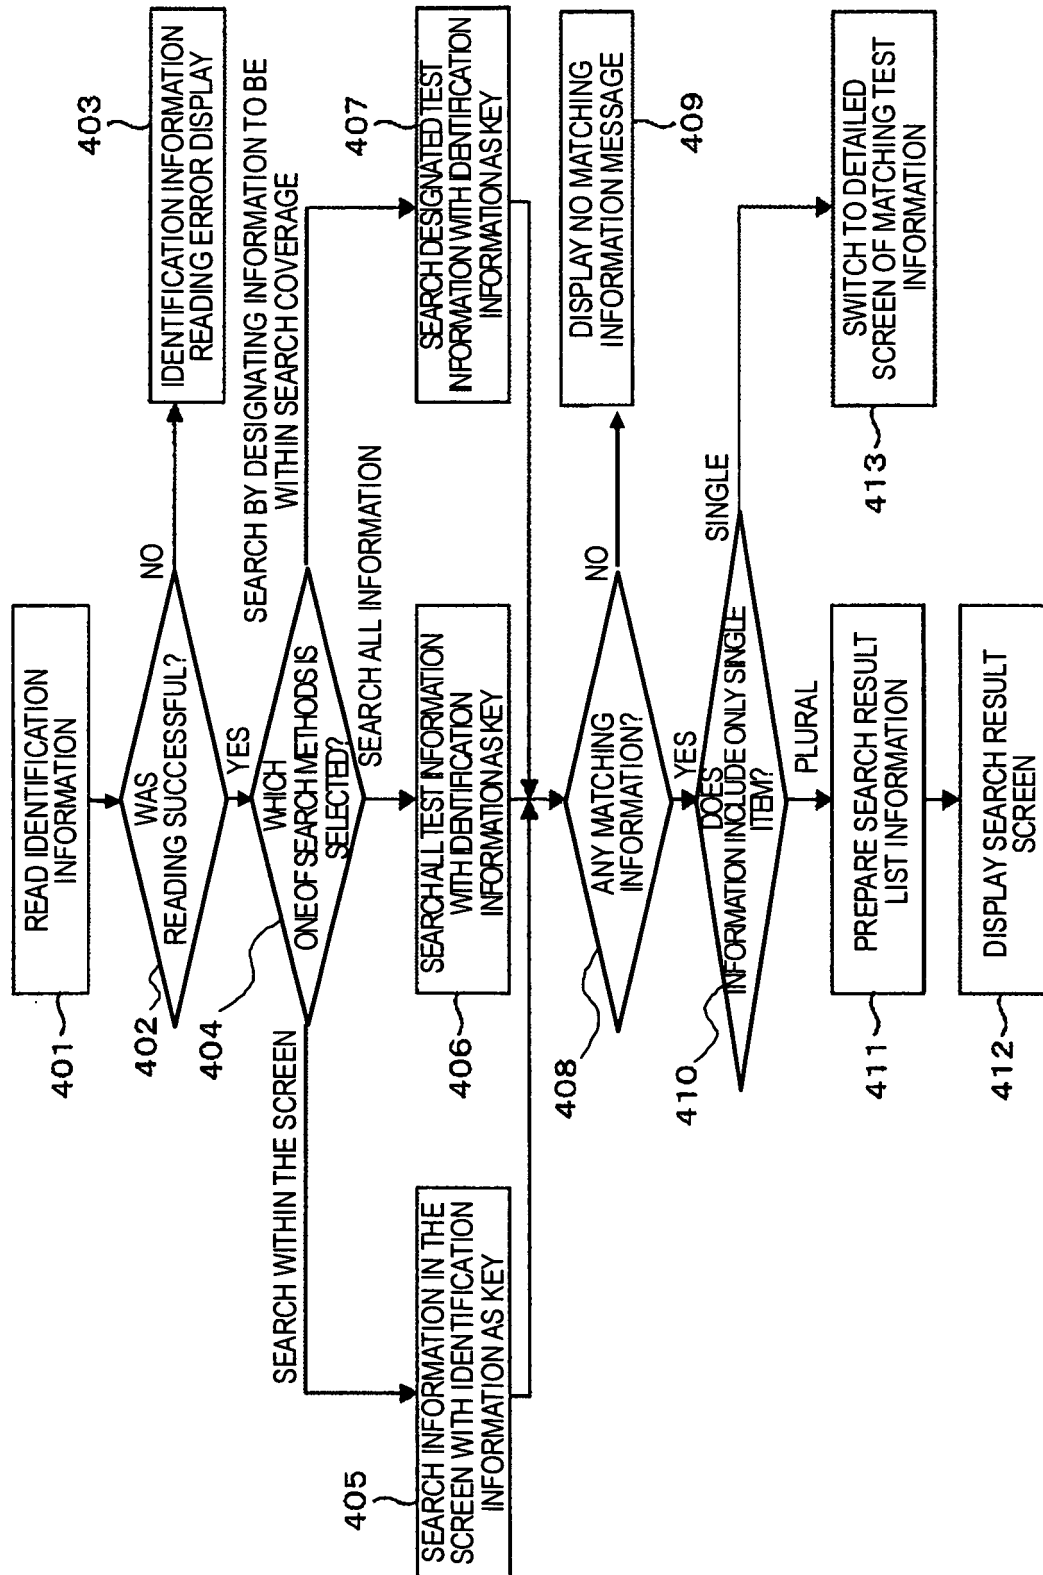 401
READ IDENTIFICATION
INFORMATION
402
WAS
READING SUCCESSFUL?
NO
403
IDENTIFICATION INFORMATION
READING ERROR DISPLAY
YES
404
WHICH
ONE OF SEARCH METHODS IS
SELECTED?
SEARCH WITHIN THE SCREEN
SEARCH ALL INFORMATION
SEARCH BY DESIGNATING INFORMATION TO BE
WITHIN SEARCH COVERAGE
405
SEARCH INFORMATION IN THE
SCREEN WITH IDENTIFICATION
INFORMATION AS KEY
406
SEARCH ALL TEST INFORMATION
WITH IDENTIFICATION
INFORMATION AS KEY
407
SEARCH DESIGNATED TEST
INFORMATION WITH IDENTIFICATION
INFORMATION AS KEY
408
ANY MATCHING
INFORMATION?
NO
409
DISPLAY NO MATCHING
INFORMATION MESSAGE
YES
410
DOES
INFORMATION INCLUDE ONLY SINGLE
ITEM?
SINGLE
PLURAL
411
PREPARE SEARCH RESULT
LIST INFORMATION
413
SWITCH TO DETAILED
SCREEN OF MATCHING TEST
INFORMATION
412
DISPLAY SEARCH RESULT
SCREEN